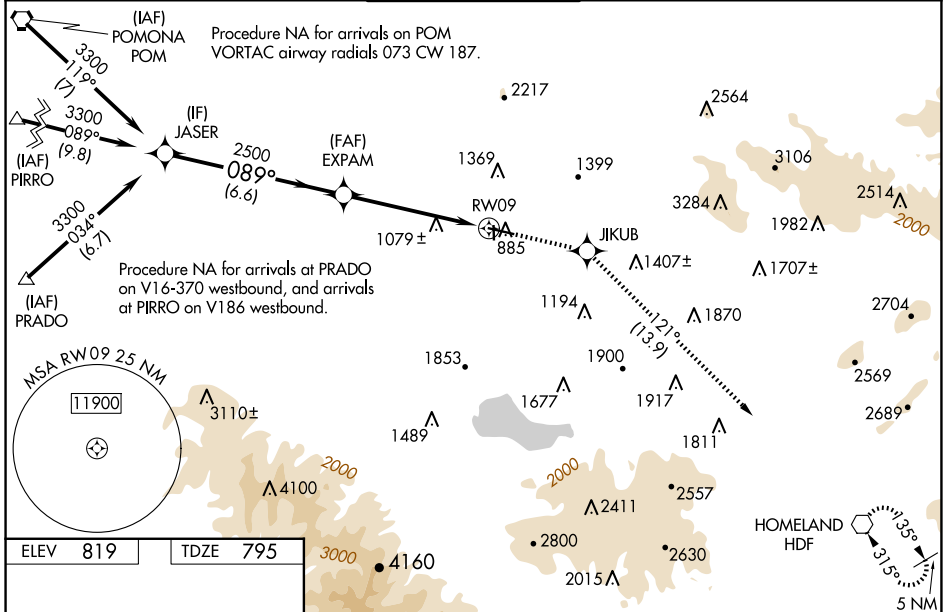 (IAF)
POMONA
POM
Procedure NA for arrivals on POM
VORTAC airway radials 073 CW 187.
3300
119°
(7)
2217
2564
3300
089°
(9.8)
(IF)
JASER
(IAF)
PIRRO
2500
089°
(6.6)
(FAF)
EXPAM
1369
1399
3106
3284
2514
2000
1982
RW09
885
1079±
JIKUB
1407±
1707±
3300
034°
(6.7)
(IAF)
PRADO
Procedure NA for arrivals at PRADO
on V16-370 westbound, and arrivals
at PIRRO on V186 westbound.
1194
1870
121°
(13.9)
2704
2569
2689
1853
1900
1677
1917
1811
1489
MSA RW09 25 NM
11900
3110±
2000
4100
3000
4160
2000
2411
2557
2800
2630
2015
HOMELAND
HDF
135°
315°
5 NM
ELEV 819
TDZE 795